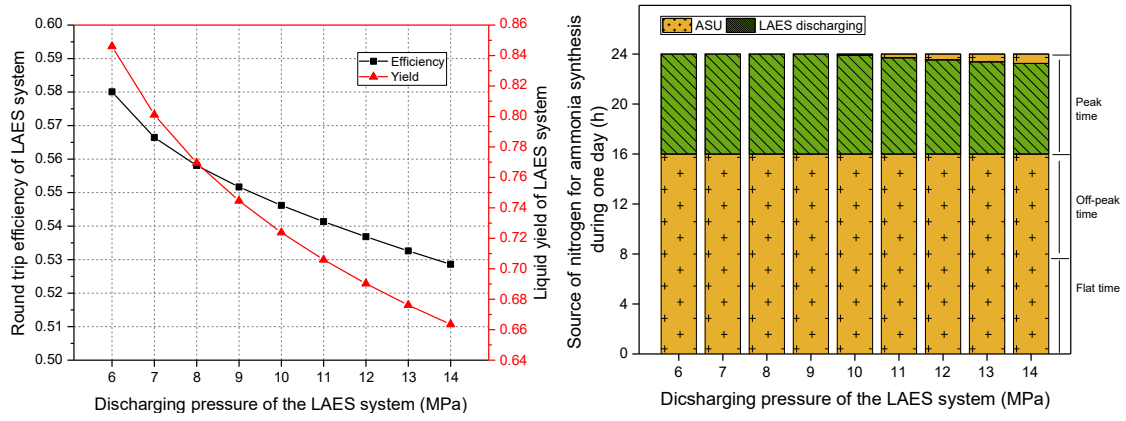 0.60
0.59
0.58
0.57
0.56
0.55
0.54
0.53
0.52
0.51
0.50
Round trip efficiency of LAES system
Efficiency
Yield
0.86
0.84
0.82
0.80
0.78
0.76
0.74
0.72
0.70
0.68
0.66
0.64
Liquid yield of LAES system
6 7 8 9 10 11 12 13 14
Discharging pressure of the LAES system (MPa)
Source of nitrogen for ammonia synthesis
during one day (h)
ASU LAES discharging
24
20
16
12
8
4
0
Peak
time
Off-peak
time
Flat time
6 7 8 9 10 11 12 13 14
Dicsharging pressure of the LAES system (MPa)